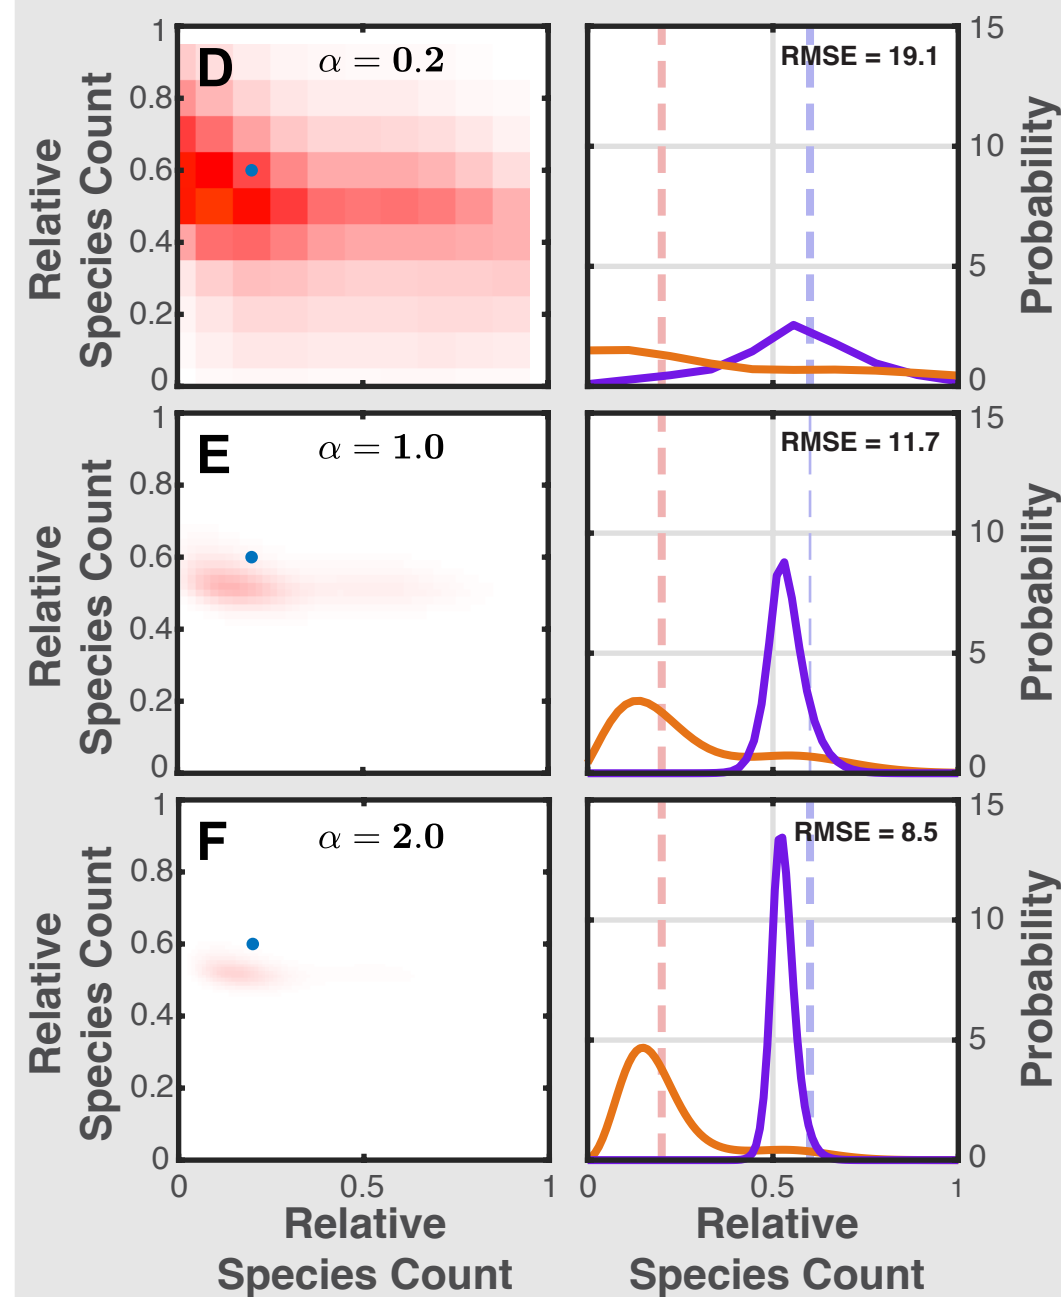 D
α = 0.2
1
0.8
0.6
0.4
0.2
0
Relative
Species Count
RMSE = 19.1
15
10
5
0
Probability
E
α = 1.0
1
0.8
0.6
0.4
0.2
0
Relative
Species Count
RMSE = 11.7
15
10
5
0
Probability
F
α = 2.0
1
0.8
0.6
0.4
0.2
0
Relative
Species Count
0 0.5 1
Relative
Species Count
RMSE = 8.5
15
10
5
0
Probability
0 0.5 1
Relative
Species Count